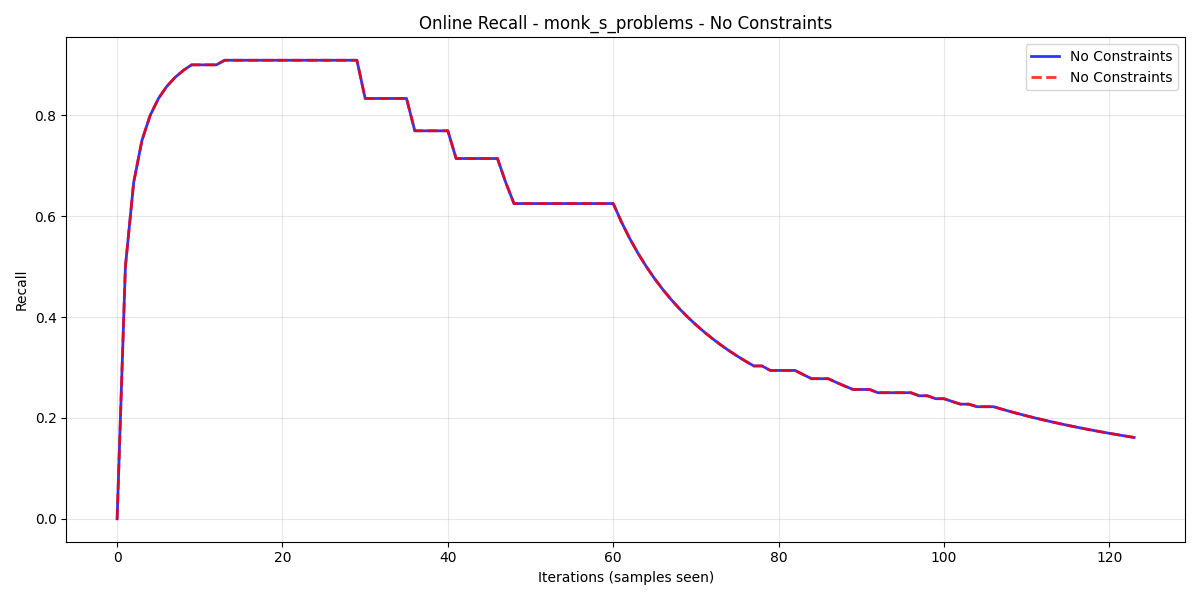 Online Recall - monk_s_problems - No Constraints
No Constraints
No Constraints
Recall
0.8
0.6
0.4
0.2
0.0
0 20 40 60 80 100 120
Iterations (samples seen)